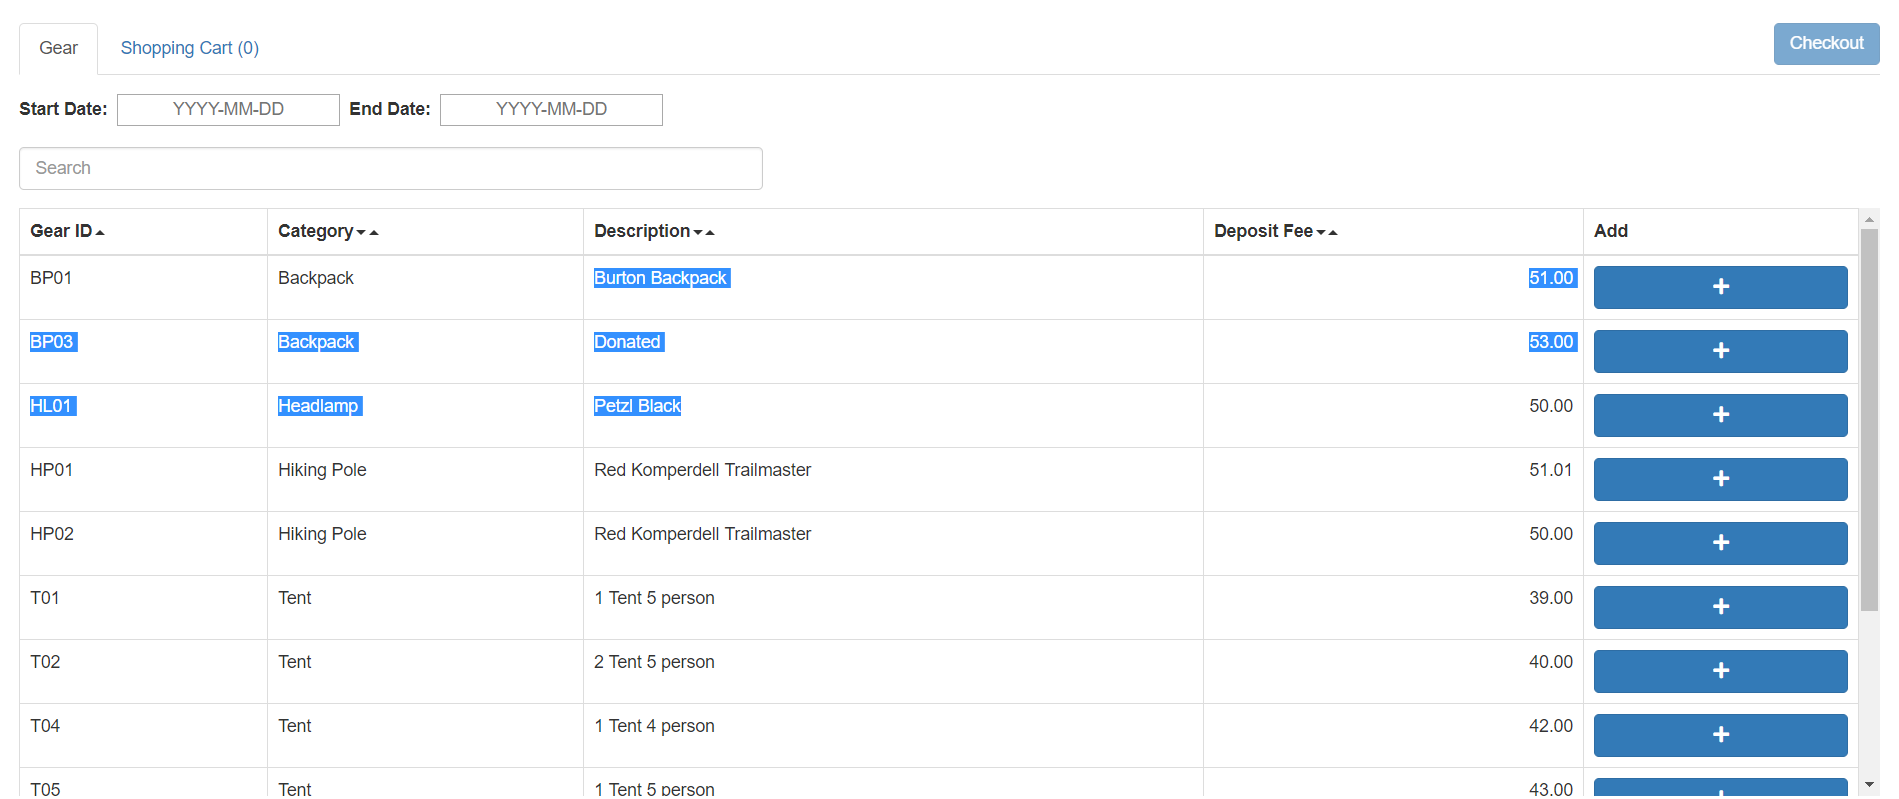 Gear Shopping Cart (0) Checkout
Start Date: YYYY-MM-DD End Date: YYYY-MM-DD
Search
Gear ID Category Description Deposit Fee Add
BP01 Backpack Burton Backpack 51.00 +
BP03 Backpack Donated 53.00 +
HL01 Headlamp Petzl Black 50.00 +
HP01 Hiking Pole Red Komperdell Trailmaster 51.01 +
HP02 Hiking Pole Red Komperdell Trailmaster 50.00 +
T01 Tent 1 Tent 5 person 39.00 +
T02 Tent 2 Tent 5 person 40.00 +
T04 Tent 1 Tent 4 person 42.00 +
T05 Tent 1 Tent 5 person 43.00